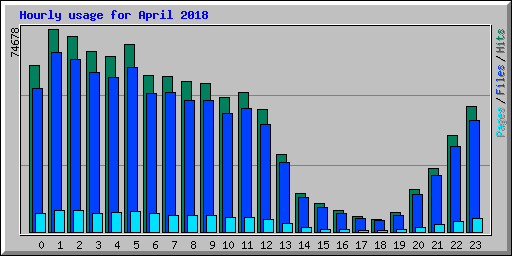 Hourly usage for April 2018
74678
Pages/Files/Hits
0 1 2 3 4 5 6 7 8 9 10 11 12 13 14 15 16 17 18 19 20 21 22 23